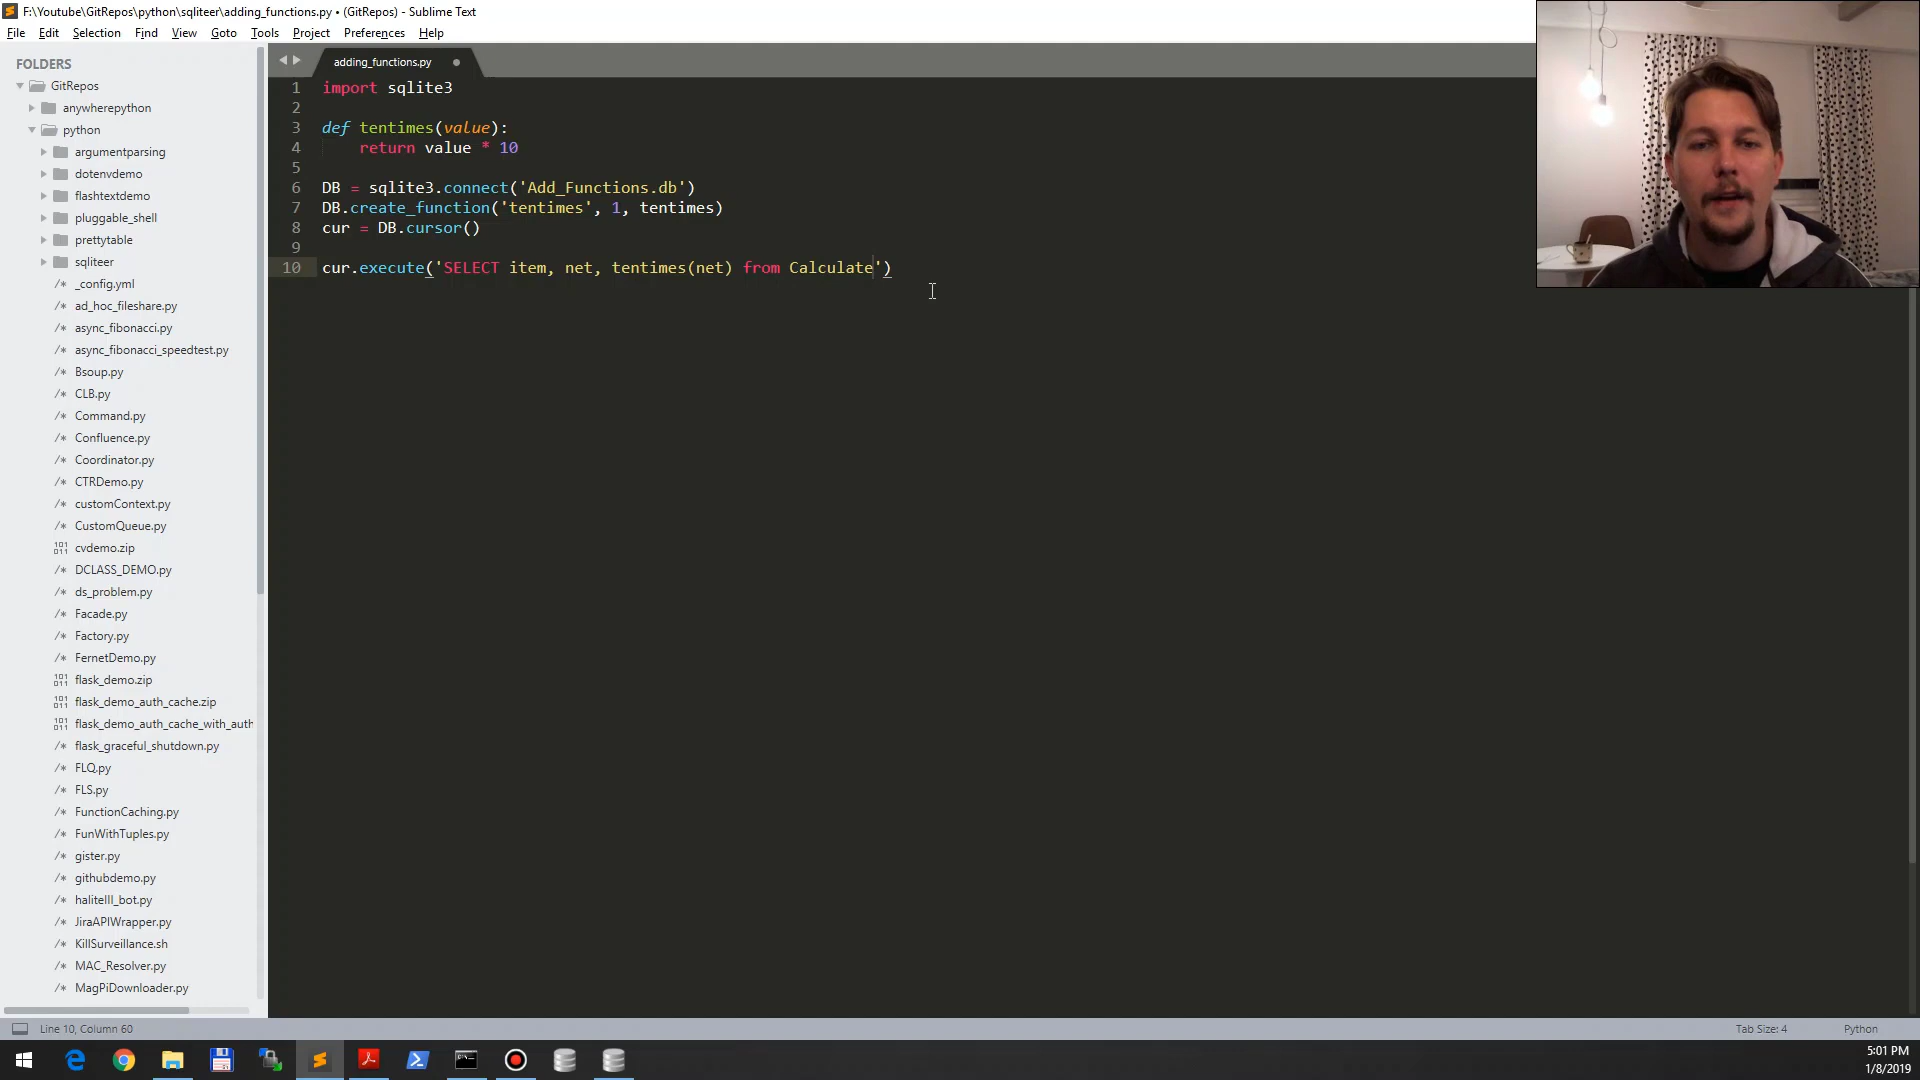 F:\Youtube\GitRepos\python\sqliteer\adding_functions.py • (GitRepos) - Sublime Text
File Edit Selection Find View Goto Tools Project Preferences Help
FOLDERS
GitRepos
anywherepython
python
argumentparsing
dotenvdemo
flashtextdemo
pluggable_shell
prettytable
sqliteer
_config.yml
ad_hoc_fileshare.py
async_fibonacci.py
async_fibonacci_speedtest.py
Bsoup.py
CLB.py
Command.py
Confluence.py
Coordinator.py
CTRDemo.py
customContext.py
CustomQueue.py
cvdemo.zip
DCLASS_DEMO.py
ds_problem.py
Facade.py
Factory.py
FernetDemo.py
flask_demo.zip
flask_demo_auth_cache.zip
flask_demo_auth_cache_with_auth
flask_graceful_shutdown.py
FLQ.py
FLS.py
FunctionCaching.py
FunWithTuples.py
gister.py
githubdemo.py
haliteIII_bot.py
JiraAPIWrapper.py
KillSurveillance.sh
MAC_Resolver.py
MagPiDownloader.py
adding_functions.py
1 import sqlite3
2
3 def tentimes(value):
4     return value * 10
5
6 DB = sqlite3.connect('Add_Functions.db')
7 DB.create_function('tentimes', 1, tentimes)
8 cur = DB.cursor()
9
10 cur.execute('SELECT item, net, tentimes(net) from Calculate')
Line 10, Column 60
Tab Size: 4
Python
5:01 PM
1/8/2019